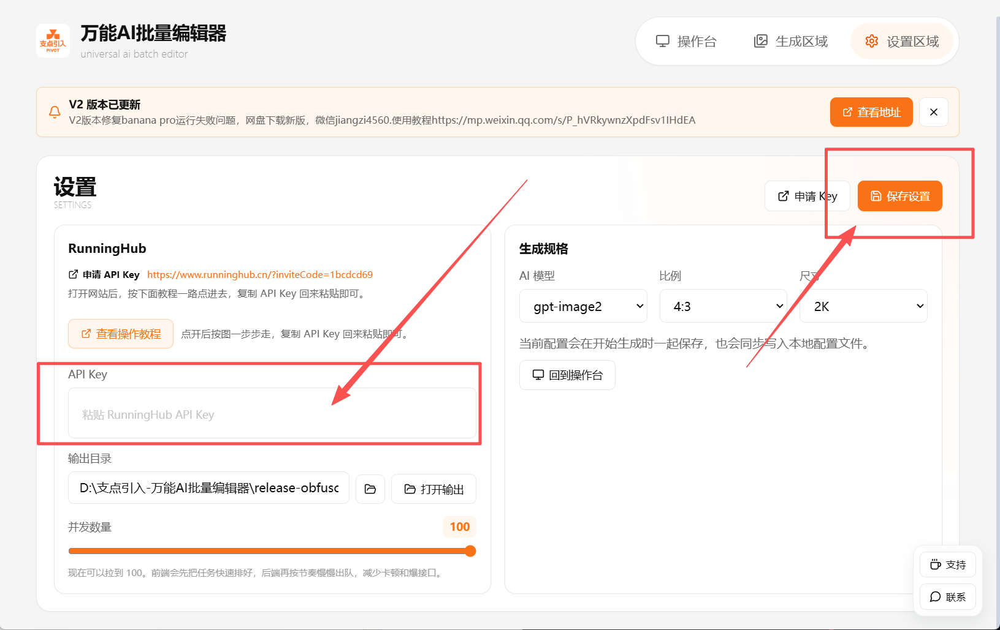 支点引入
PIVOT
万能AI批量编辑器
universal ai batch editor
操作台
生成区域
设置区域
V2 版本已更新
V2版本修复banana pro运行失败问题，网盘下载新版，微信jiangzi4560.使用教程https://mp.weixin.qq.com/s/P_hVRkywnzXpdFsv1IHdEA
查看地址
设置
SETTINGS
申请 Key
保存设置
RunningHub
申请 API Key https://www.runninghub.cn/?inviteCode=1bcdcd69
打开网站后，按下面教程一路点进去，复制 API Key 回来粘贴即可。
查看操作教程
点开后按图一步步走，复制 API Key 回来粘贴即可。
API Key
粘贴 RunningHub API Key
输出目录
D:\支点引入-万能AI批量编辑器\release-obfusc
打开输出
并发数量
100
现在可以拉到 100。前端会先把任务快速排好，后端再按节奏慢慢出队，减少卡顿和爆接口。
生成规格
AI 模型
比例
尺寸
gpt-image2
4:3
2K
当前配置会在开始生成时一起保存，也会同步写入本地配置文件。
回到操作台
支持
联系